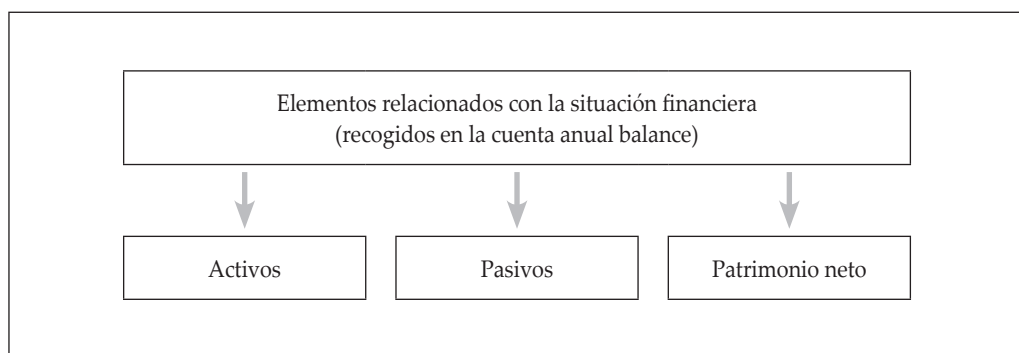 Elementos relacionados con la situación financiera
(recogidos en la cuenta anual balance)
Activos
Pasivos
Patrimonio neto